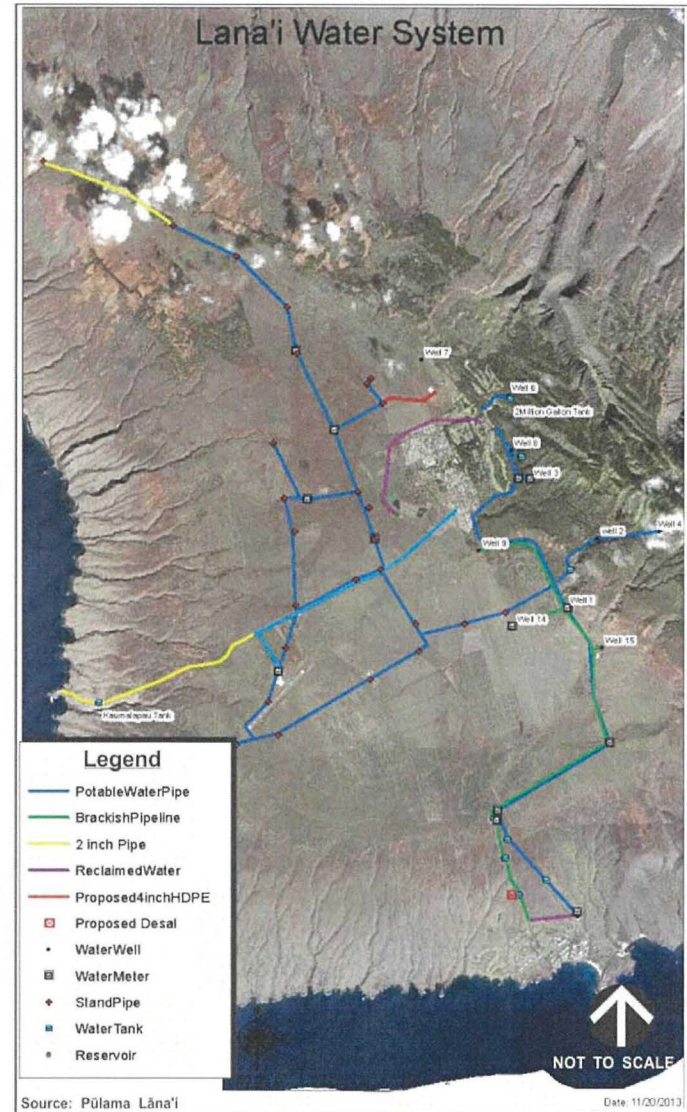 Lana'i Water System
Well 7
Well 6
2Million Gallon Tank
Well 8
Well 3
Well 2
Well 4
Well 9
Well 1
Well 14
Well 15
Kaumalapau Tank
Legend
PotableWaterPipe
BrackishPipeline
2 inch Pipe
ReclaimedWater
Proposed4inchHDPE
Proposed Desal
WaterWell
WaterMeter
StandPipe
WaterTank
Reservoir
NOT TO SCALE
Source: Pūlama Lāna'i
Date: 11/20/2013